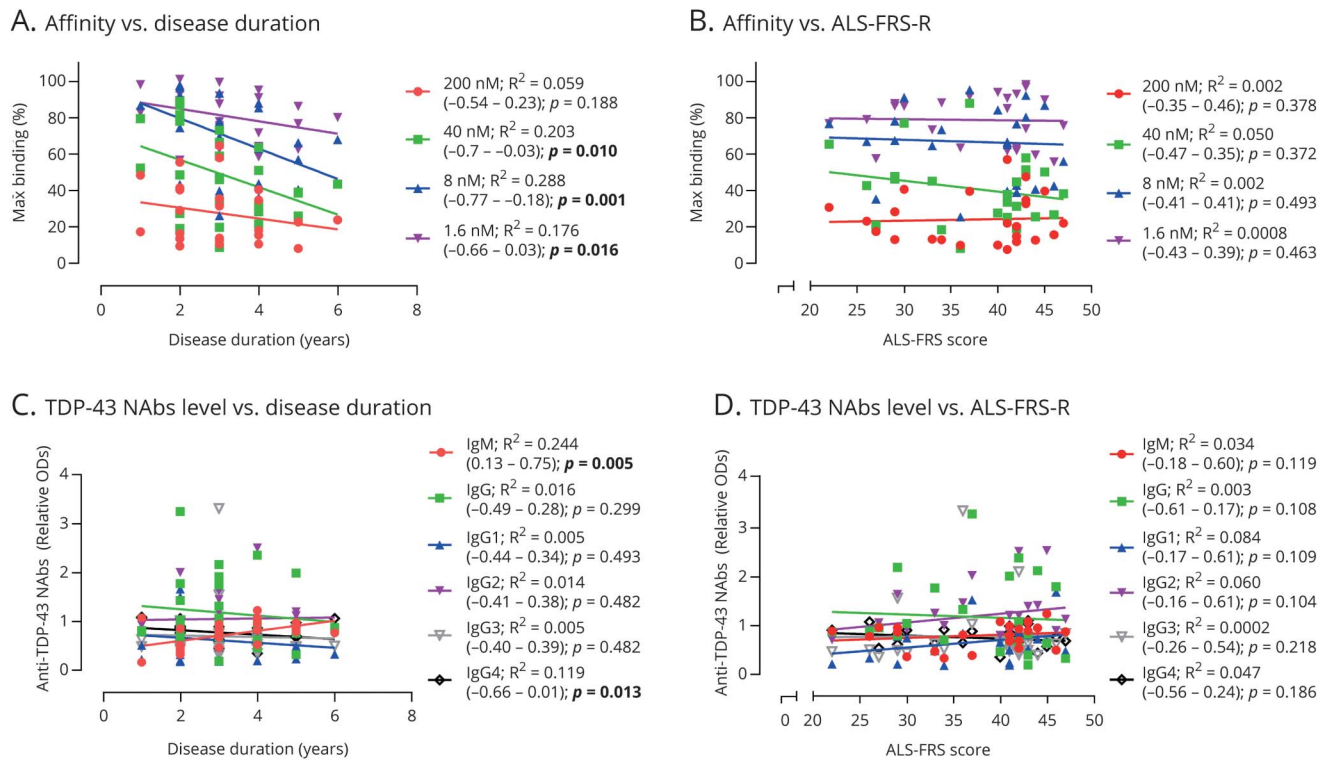 A. Affinity vs. disease duration
Max binding (%)
100
80
60
40
20
0
0 2 4 6 8
Disease duration (years)
200 nM; R² = 0.059
(–0.54 – 0.23); p = 0.188
40 nM; R² = 0.203
(–0.7 – –0.03); p = 0.010
8 nM; R² = 0.288
(–0.77 – –0.18); p = 0.001
1.6 nM; R² = 0.176
(–0.66 – 0.03); p = 0.016
B. Affinity vs. ALS-FRS-R
Max binding (%)
100
80
60
40
20
0
20 25 30 35 40 45 50
ALS-FRS score
200 nM; R² = 0.002
(–0.35 – 0.46); p = 0.378
40 nM; R² = 0.050
(–0.47 – 0.35); p = 0.372
8 nM; R² = 0.002
(–0.41 – 0.41); p = 0.493
1.6 nM; R² = 0.0008
(–0.43 – 0.39); p = 0.463
C. TDP-43 NAbs level vs. disease duration
Anti-TDP-43 NAbs (Relative ODs)
4
3
2
1
0
0 2 4 6 8
Disease duration (years)
IgM; R² = 0.244
(0.13 – 0.75); p = 0.005
IgG; R² = 0.016
(–0.49 – 0.28); p = 0.299
IgG1; R² = 0.005
(–0.44 – 0.34); p = 0.493
IgG2; R² = 0.014
(–0.41 – 0.38); p = 0.482
IgG3; R² = 0.005
(–0.40 – 0.39); p = 0.482
IgG4; R² = 0.119
(–0.66 – 0.01); p = 0.013
D. TDP-43 NAbs level vs. ALS-FRS-R
Anti-TDP-43 NAbs (Relative ODs)
4
3
2
1
0
0 20 22 30 35 40 45 50
ALS-FRS score
IgM; R² = 0.034
(–0.18 – 0.60); p = 0.119
IgG; R² = 0.003
(–0.61 – 0.17); p = 0.108
IgG1; R² = 0.084
(–0.17 – 0.61); p = 0.109
IgG2; R² = 0.060
(–0.16 – 0.61); p = 0.104
IgG3; R² = 0.0002
(–0.26 – 0.54); p = 0.218
IgG4; R² = 0.047
(–0.56 – 0.24); p = 0.186